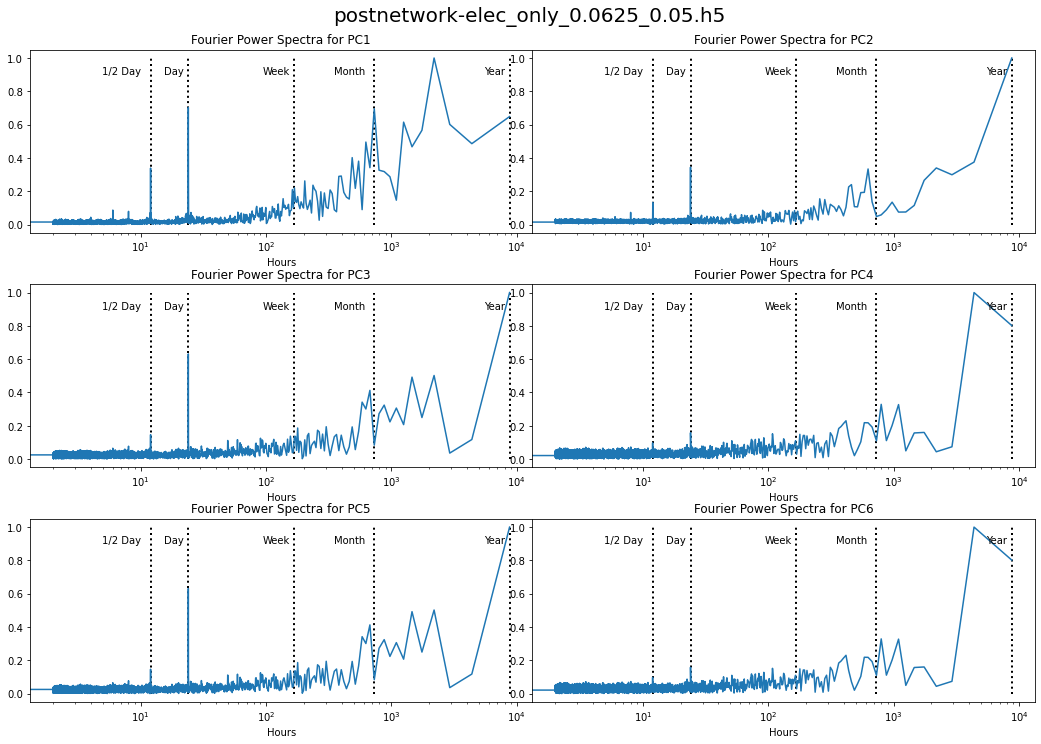 postnetwork-elec_only_0.0625_0.05.h5
Fourier Power Spectra for PC1
1.0
0.8
0.6
0.4
0.2
0.0
1/2 Day
Day
Week
Month
Year
10¹
10²
10³
10⁴
Hours
Fourier Power Spectra for PC2
1.0
0.8
0.6
0.4
0.2
0.0
1/2 Day
Day
Week
Month
Year
10¹
10²
10³
10⁴
Hours
Fourier Power Spectra for PC3
1.0
0.8
0.6
0.4
0.2
0.0
1/2 Day
Day
Week
Month
Year
10¹
10²
10³
10⁴
Hours
Fourier Power Spectra for PC4
1.0
0.8
0.6
0.4
0.2
0.0
1/2 Day
Day
Week
Month
Year
10¹
10²
10³
10⁴
Hours
Fourier Power Spectra for PC5
1.0
0.8
0.6
0.4
0.2
0.0
1/2 Day
Day
Week
Month
Year
10¹
10²
10³
10⁴
Hours
Fourier Power Spectra for PC6
1.0
0.8
0.6
0.4
0.2
0.0
1/2 Day
Day
Week
Month
Year
10¹
10²
10³
10⁴
Hours